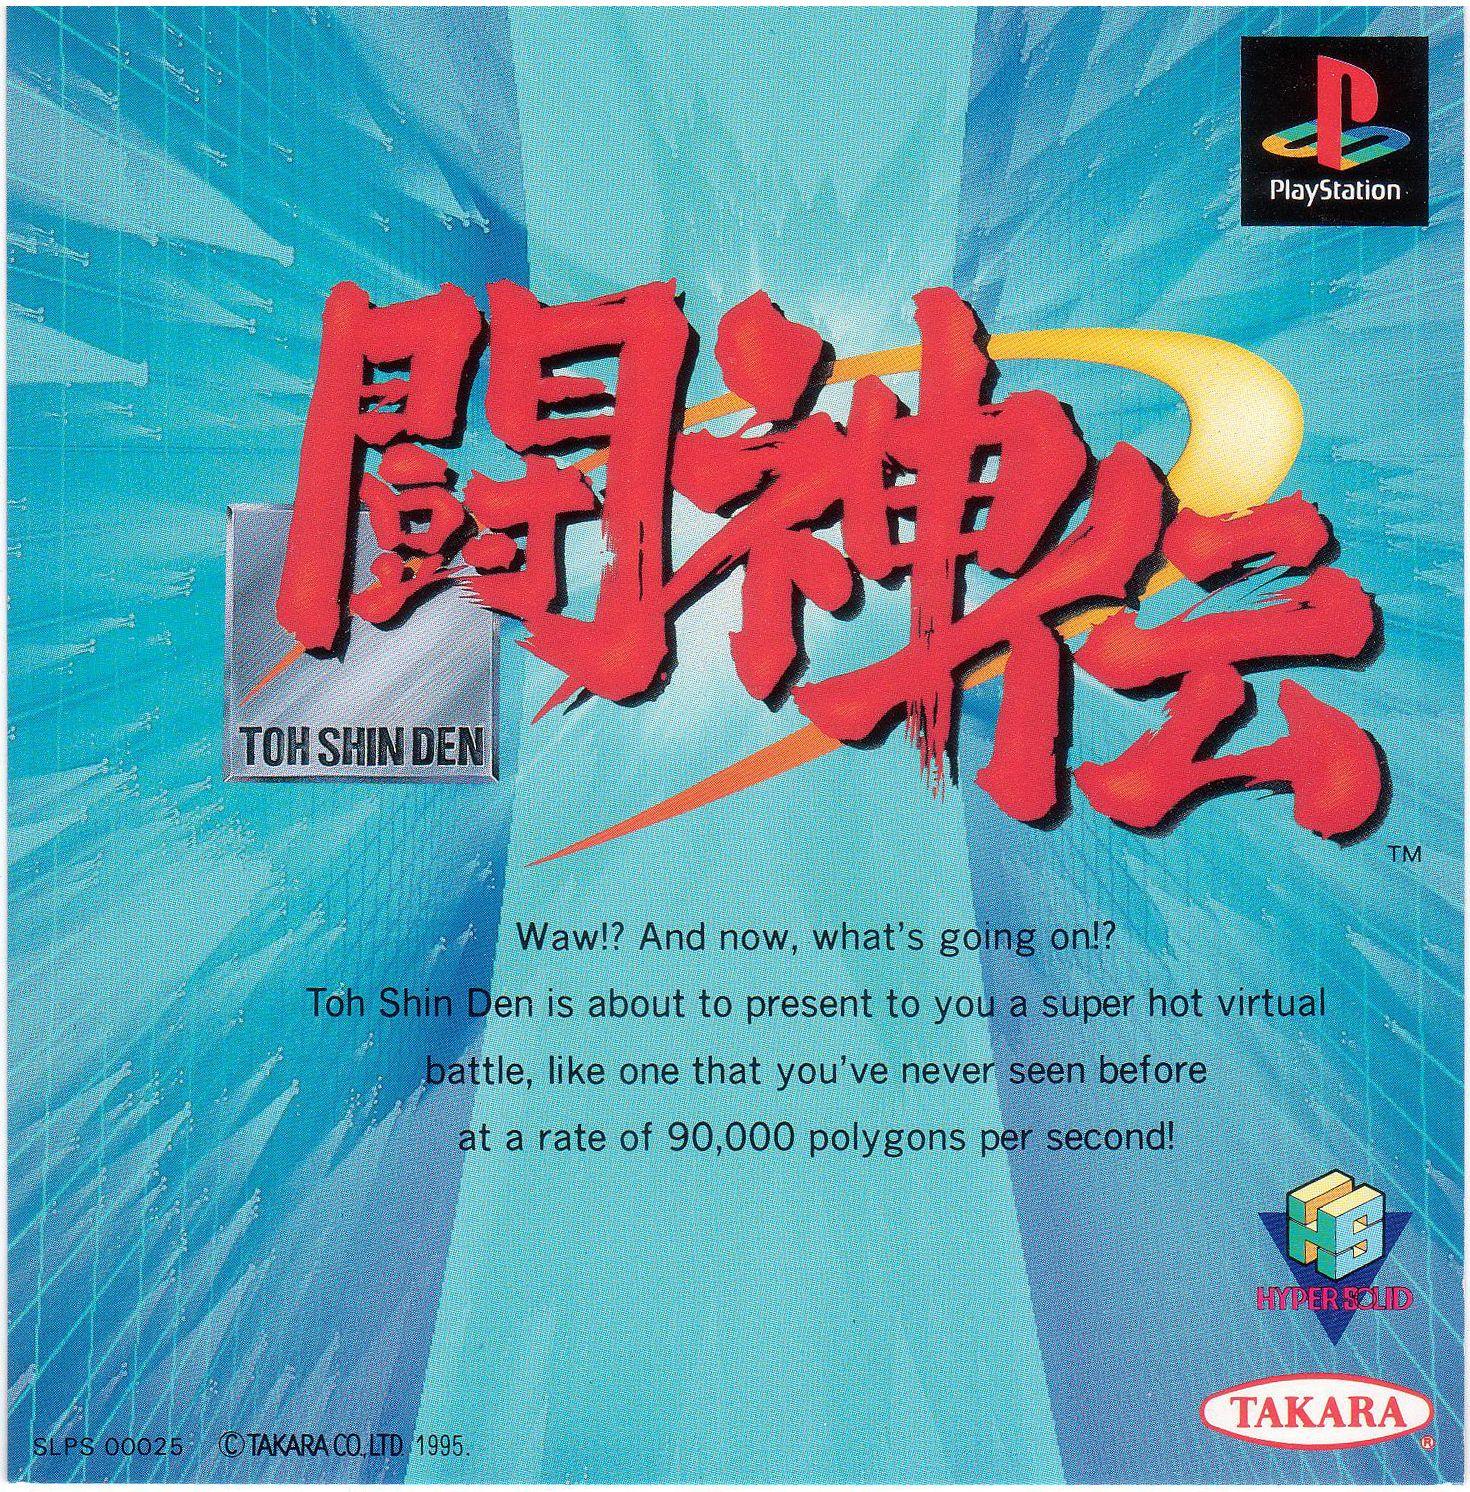 PlayStation
闘神伝
TOH SHIN DEN
TM
Waw!? And now, what's going on!?
Toh Shin Den is about to present to you a super hot virtual
battle, like one that you've never seen before
at a rate of 90,000 polygons per second!
HS
HYPER SOLID
TAKARA
®
SLPS 00025 ©TAKARA CO.,LTD. 1995.